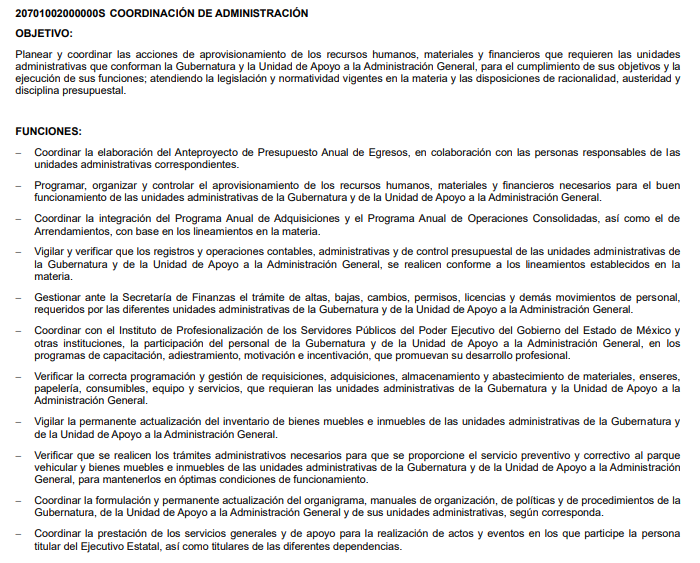 20701002000000S COORDINACIÓN DE ADMINISTRACIÓN
OBJETIVO:
Planear y coordinar las acciones de aprovisionamiento de los recursos humanos, materiales y financieros que requieren las unidades
administrativas que conforman la Gubernatura y la Unidad de Apoyo a la Administración General, para el cumplimiento de sus objetivos y la
ejecución de sus funciones; atendiendo la legislación y normatividad vigentes en la materia y las disposiciones de racionalidad, austeridad y
disciplina presupuestal.
FUNCIONES:
– Coordinar la elaboración del Anteproyecto de Presupuesto Anual de Egresos, en colaboración con las personas responsables de las
unidades administrativas correspondientes.
– Programar, organizar y controlar el aprovisionamiento de los recursos humanos, materiales y financieros necesarios para el buen
funcionamiento de las unidades administrativas de la Gubernatura y de la Unidad de Apoyo a la Administración General.
– Coordinar la integración del Programa Anual de Adquisiciones y el Programa Anual de Operaciones Consolidadas, así como el de
Arrendamientos, con base en los lineamientos en la materia.
– Vigilar y verificar que los registros y operaciones contables, administrativas y de control presupuestal de las unidades administrativas de
la Gubernatura y de la Unidad de Apoyo a la Administración General, se realicen conforme a los lineamientos establecidos en la
materia.
– Gestionar ante la Secretaría de Finanzas el trámite de altas, bajas, cambios, permisos, licencias y demás movimientos de personal,
requeridos por las diferentes unidades administrativas de la Gubernatura y de la Unidad de Apoyo a la Administración General.
– Coordinar con el Instituto de Profesionalización de los Servidores Públicos del Poder Ejecutivo del Gobierno del Estado de México y
otras instituciones, la participación del personal de la Gubernatura y de la Unidad de Apoyo a la Administración General, en los
programas de capacitación, adiestramiento, motivación e incentivación, que promuevan su desarrollo profesional.
– Verificar la correcta programación y gestión de requisiciones, adquisiciones, almacenamiento y abastecimiento de materiales, enseres,
papelería, consumibles, equipo y servicios, que requieran las unidades administrativas de la Gubernatura y la Unidad de Apoyo a la
Administración General.
– Vigilar la permanente actualización del inventario de bienes muebles e inmuebles de las unidades administrativas de la Gubernatura y
de la Unidad de Apoyo a la Administración General.
– Verificar que se realicen los trámites administrativos necesarios para que se proporcione el servicio preventivo y correctivo al parque
vehicular y bienes muebles e inmuebles de las unidades administrativas de la Gubernatura y de la Unidad de Apoyo a la Administración
General, para mantenerlos en óptimas condiciones de funcionamiento.
– Coordinar la formulación y permanente actualización del organigrama, manuales de organización, de políticas y de procedimientos de la
Gubernatura, de la Unidad de Apoyo a la Administración General y de sus unidades administrativas, según corresponda.
– Coordinar la prestación de los servicios generales y de apoyo para la realización de actos y eventos en los que participe la persona
titular del Ejecutivo Estatal, así como titulares de las diferentes dependencias.